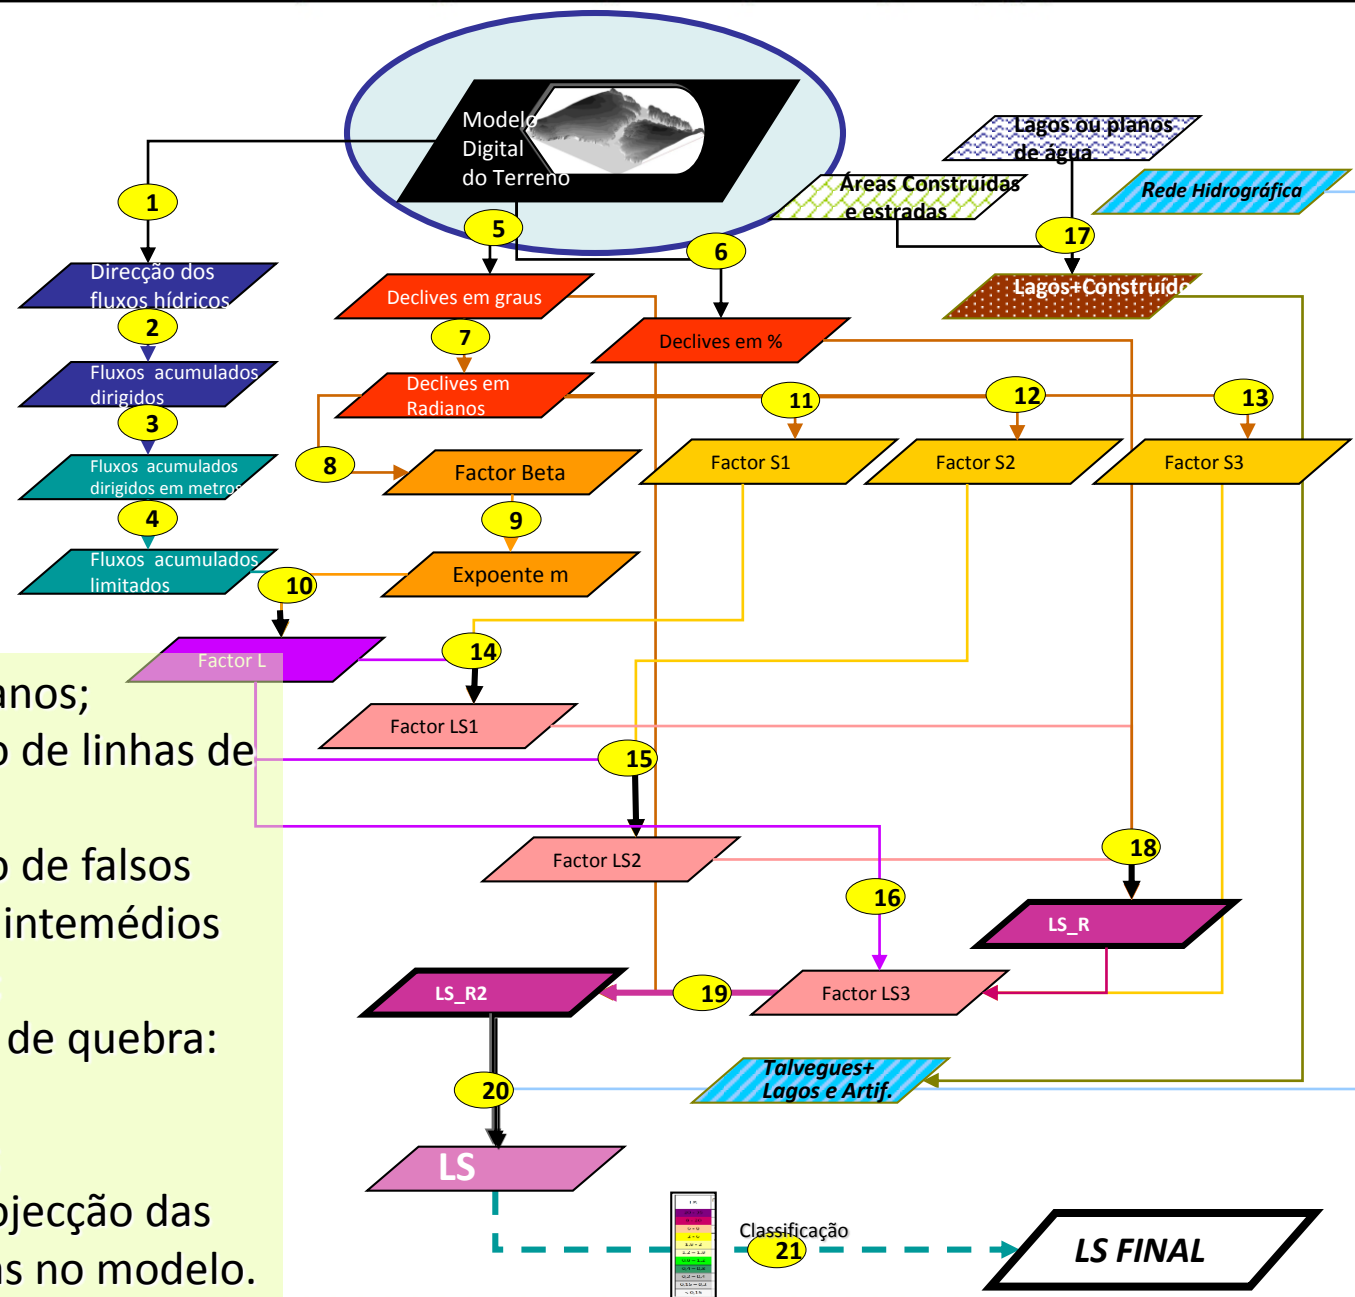 Modelo
Digital
do Terreno
Lagos ou planos
de água
Áreas Construídas
e estradas
Rede Hidrográfica
1
5
6
17
Direcção dos
fluxos hídricos
Declives em graus
Lagos+Construído
2
7
Declives em %
Fluxos acumulados
dirigidos
Declives em
Radianos
11
12
13
3
8
Fluxos acumulados
dirigidos em metros
Factor Beta
Factor S1
Factor S2
Factor S3
4
9
Fluxos acumulados
limitados
10
Expoente m
Factor L
14
anos;
Factor LS1
o de linhas de
15
o de falsos
Factor LS2
18
intemédios
16
LS_R
LS_R2
19
Factor LS3
de quebra:
20
Talvegues+
Lagos e Artif.
LS
ojecção das
Classificação
21
LS FINAL
as no modelo.